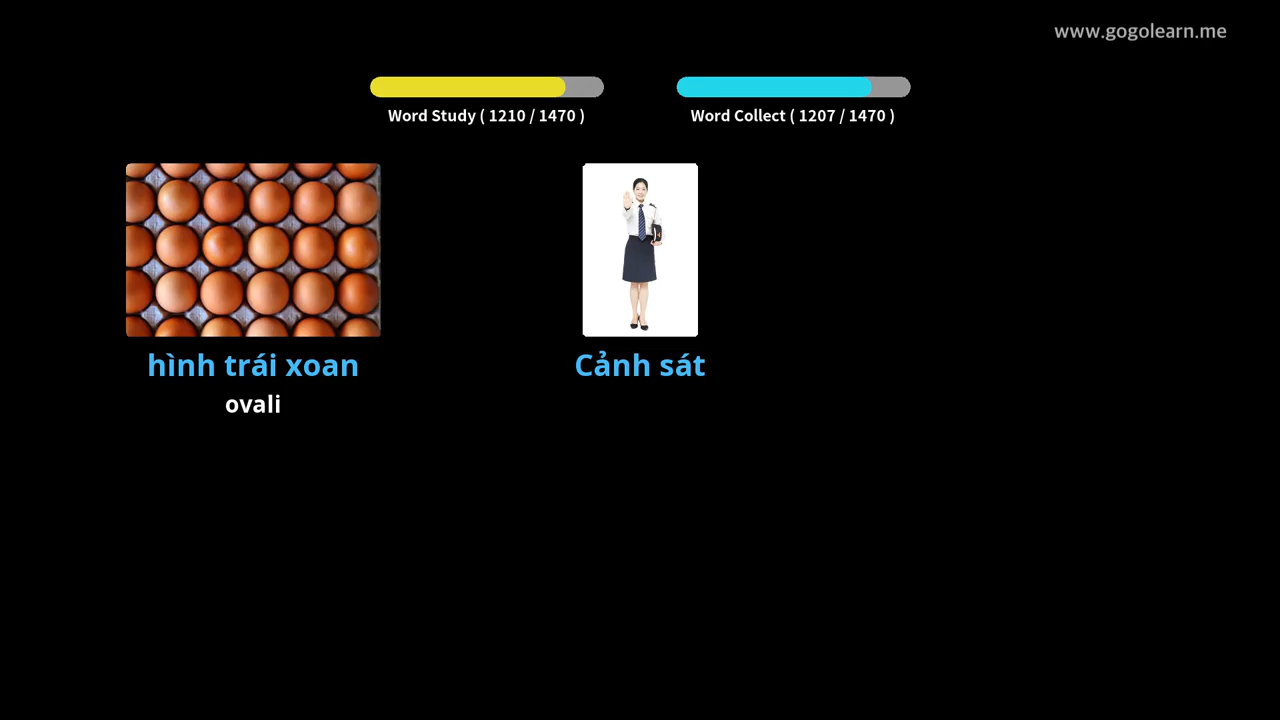 www.gogolearn.me
Word Study ( 1210 / 1470 )
Word Collect ( 1207 / 1470 )
hình trái xoan
ovali
Cảnh sát